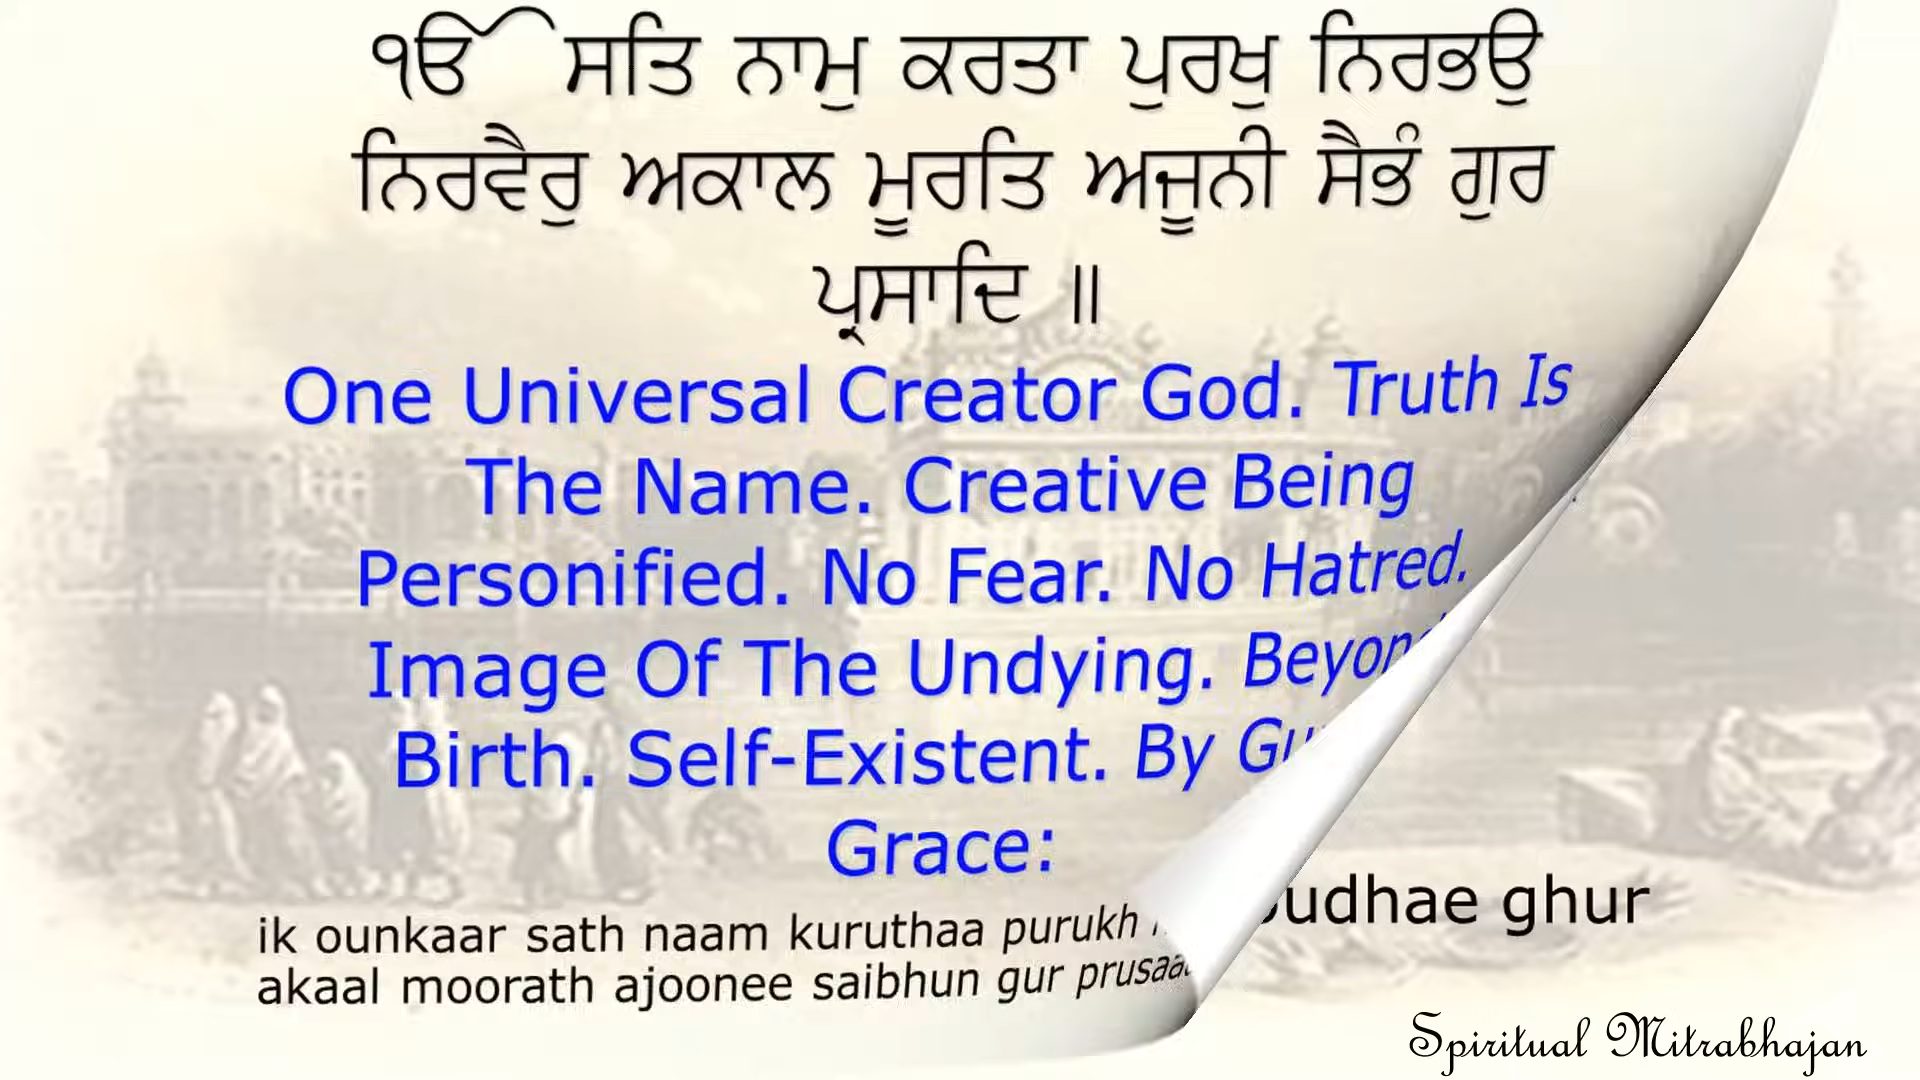 ੴ ਸਤਿ ਨਾਮੁ ਕਰਤਾ ਪੁਰਖੁ ਨਿਰਭਉ
ਨਿਰਵੈਰੁ ਅਕਾਲ ਮੂਰਤਿ ਅਜੂਨੀ ਸੈਭੰ ਗੁਰ
ਪ੍ਰਸਾਦਿ ॥
One Universal Creator God. Truth Is
The Name. Creative Being
Personified. No Fear. No Hatred.
Image Of The Undying.
Birth. Self-Existent. By
Grace:
ik ounkaar sath naam kuruthaa purukh
akaal moorath ajoonee saibhun gur
ghur
Spiritual Mitrabhajan